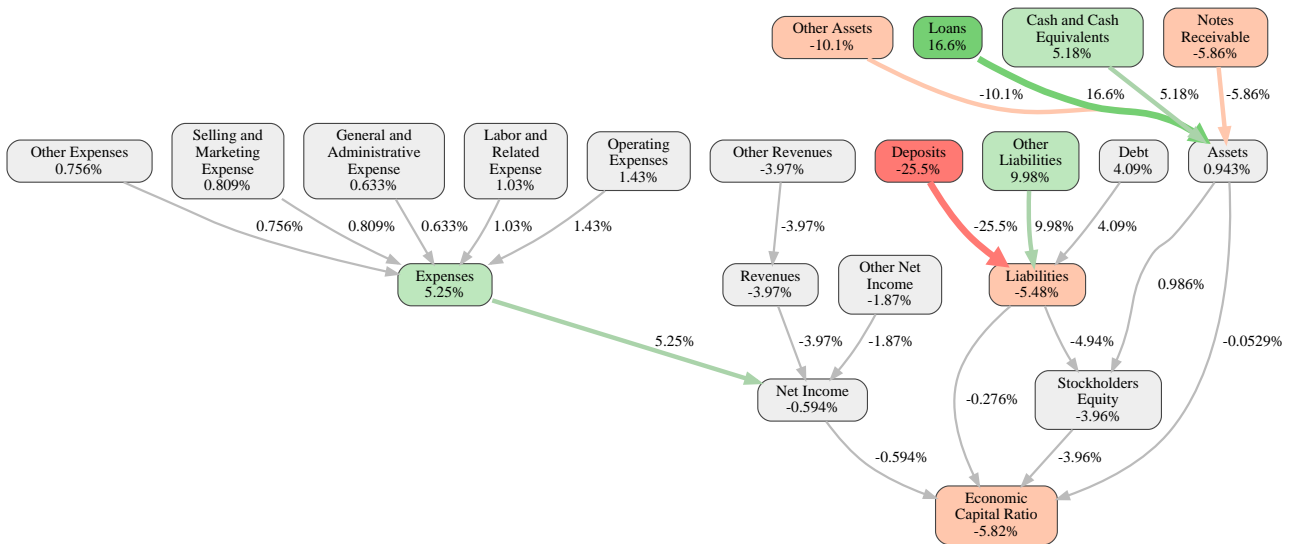 Other Assets
-10.1%
Loans
16.6%
Cash and Cash
Equivalents
5.18%
Notes
Receivable
-5.86%
-10.1%
16.6%
5.18%
-5.86%
Other Expenses
0.756%
Selling and
Marketing
Expense
0.809%
General and
Administrative
Expense
0.633%
Labor and
Related
Expense
1.03%
Operating
Expenses
1.43%
Other Revenues
-3.97%
Deposits
-25.5%
Other
Liabilities
9.98%
Debt
4.09%
Assets
0.943%
0.756%
0.809%
0.633%
1.03%
1.43%
-3.97%
-25.5%
9.98%
4.09%
Expenses
5.25%
Revenues
-3.97%
Other Net
Income
-1.87%
Liabilities
-5.48%
0.986%
5.25%
-3.97%
-1.87%
-4.94%
-0.0529%
Net Income
-0.594%
-0.276%
Stockholders
Equity
-3.96%
-0.594%
-3.96%
Economic
Capital Ratio
-5.82%